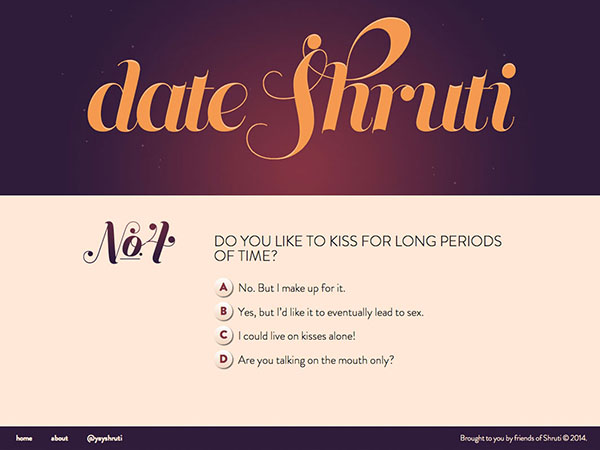 date Shruti
No. 4
DO YOU LIKE TO KISS FOR LONG PERIODS
OF TIME?
A No. But I make up for it.
B Yes, but I'd like it to eventually lead to sex.
C I could live on kisses alone!
D Are you talking on the mouth only?
home about @yayshruti Brought to you by friends of Shruti © 2014.